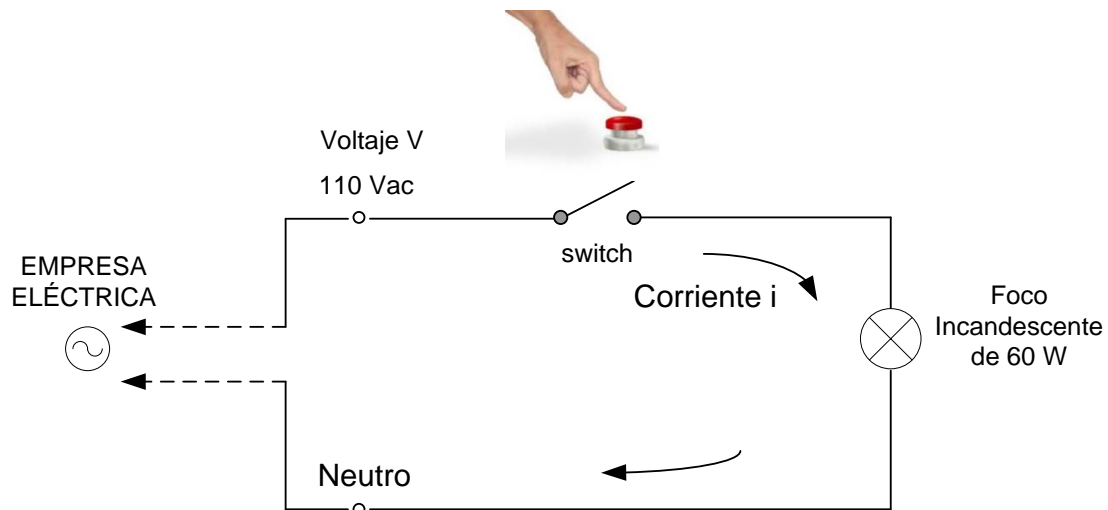 Voltaje V
110 Vac
switch
EMPRESA
ELÉCTRICA
Corriente i
Foco
Incandescente
de 60 W
Neutro